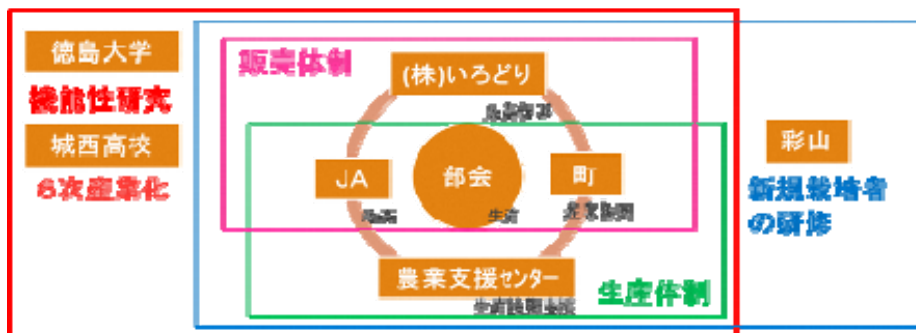 徳島大学
機能性研究
城西高校
6次産業化
販売体制
(株)いろどり
JA
部会
町
生産
農業支援センター
生産体制
彩山
新規栽培者
の研修